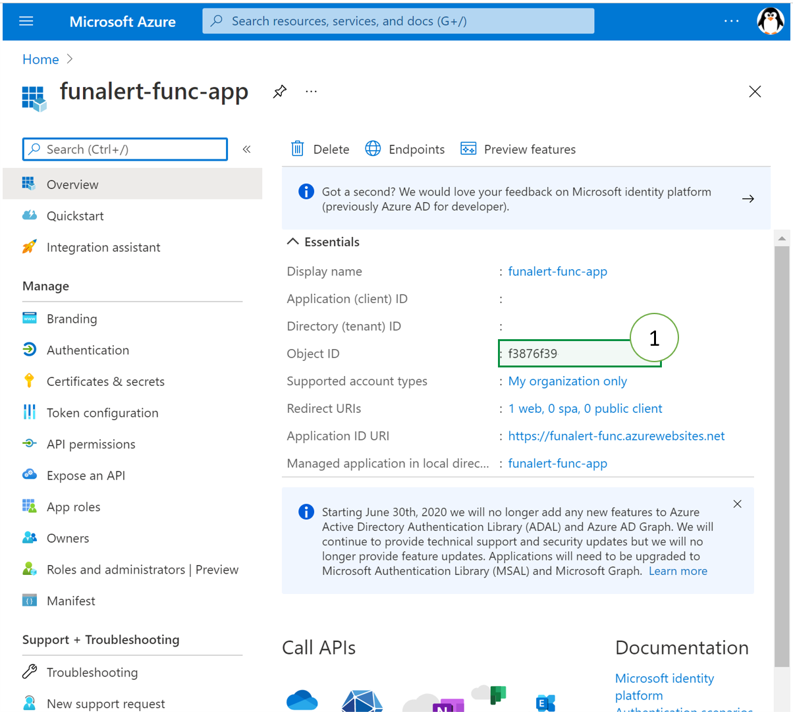 Microsoft Azure
Search resources, services, and docs (G+/)
...
Home >
funalert-func-app
...
Search (Ctrl+/)
«
Overview
Quickstart
Integration assistant
Manage
Branding
Authentication
Certificates & secrets
Token configuration
API permissions
Expose an API
App roles
Owners
Roles and administrators | Preview
Manifest
Support + Troubleshooting
Troubleshooting
New support request
Delete
Endpoints
Preview features
Got a second? We would love your feedback on Microsoft identity platform
(previously Azure AD for developer).
Essentials
Display name : funalert-func-app
Application (client) ID :
Directory (tenant) ID :
Object ID : f3876f39
1
Supported account types : My organization only
Redirect URIs : 1 web, 0 spa, 0 public client
Application ID URI : https://funalert-func.azurewebsites.net
Managed application in local direc... : funalert-func-app
Starting June 30th, 2020 we will no longer add any new features to Azure
Active Directory Authentication Library (ADAL) and Azure AD Graph. We will
continue to provide technical support and security updates but we will no
longer provide feature updates. Applications will need to be upgraded to
Microsoft Authentication Library (MSAL) and Microsoft Graph. Learn more
Call APIs
N
E
Documentation
Microsoft identity
platform
Authentication scenarios